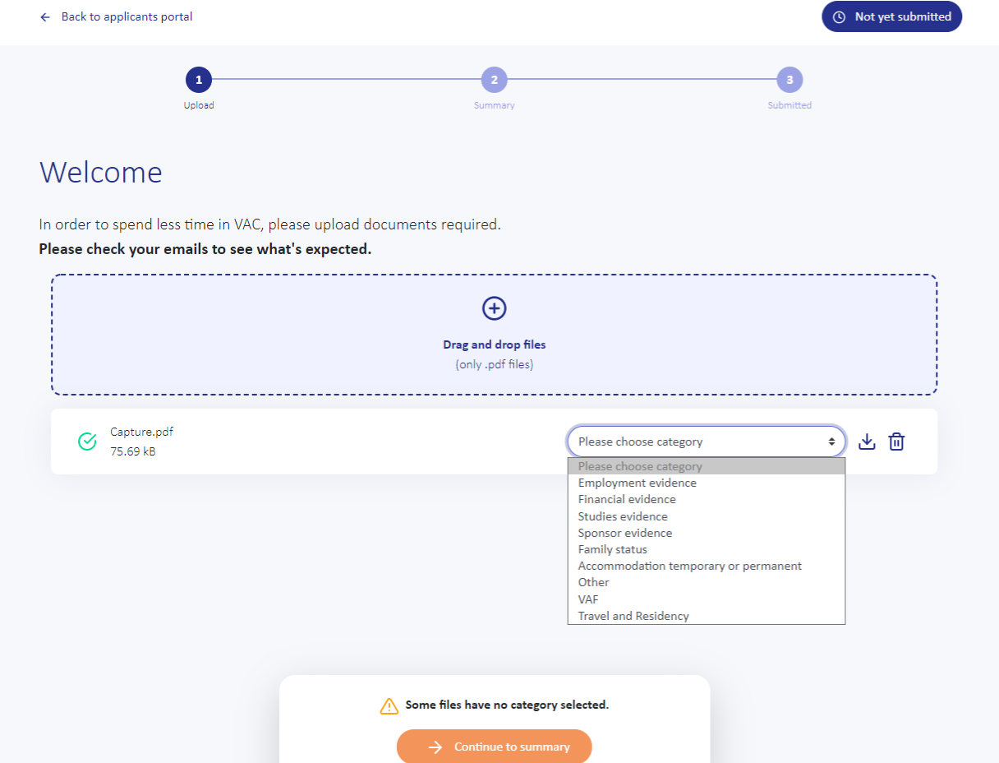 Back to applicants portal
Not yet submitted
1
2
3
Upload
Summary
Submitted
Welcome
In order to spend less time in VAC, please upload documents required.
Please check your emails to see what's expected.
Drag and drop files
(only .pdf files)
Capture.pdf
75.69 kB
Please choose category
Please choose category
Employment evidence
Financial evidence
Studies evidence
Sponsor evidence
Family status
Accommodation temporary or permanent
Other
VAF
Travel and Residency
Some files have no category selected.
Continue to summary